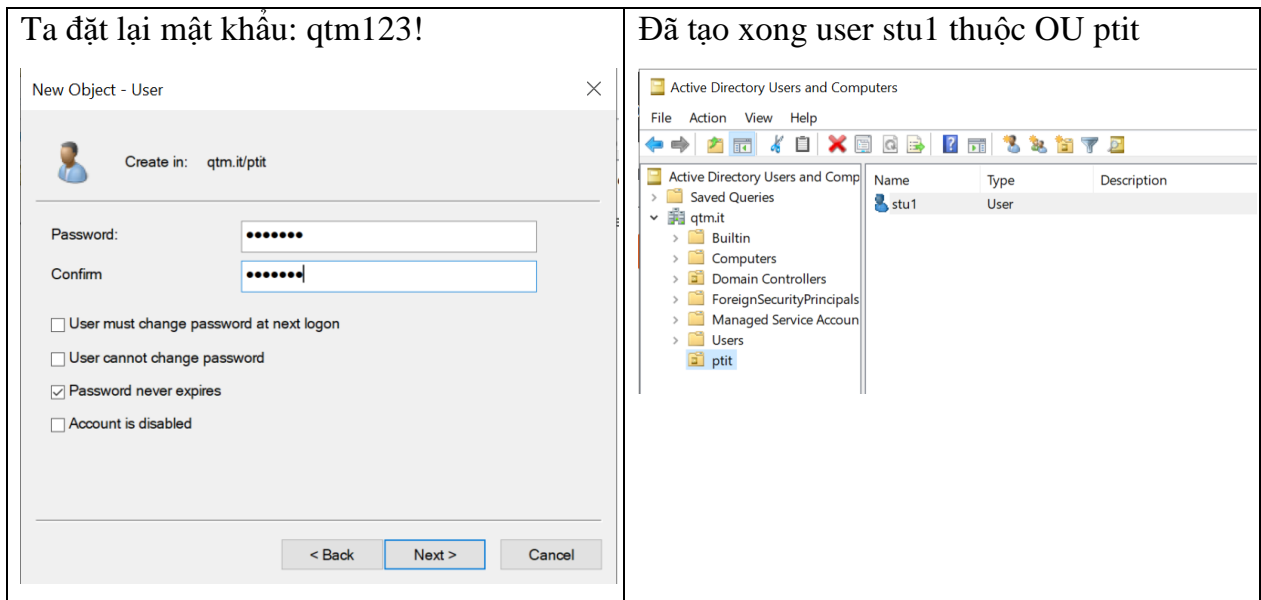 Ta đặt lại mật khẩu: qtm123!
New Object - User
Create in: qtm.it/ptit
Password:
Confirm
User must change password at next logon
User cannot change password
Password never expires
Account is disabled
< Back Next > Cancel
Đã tạo xong user stu1 thuộc OU ptit
Active Directory Users and Computers
File Action View Help
Active Directory Users and Comp
Saved Queries
qtm.it
Builtin
Computers
Domain Controllers
ForeignSecurityPrincipals
Managed Service Accoun
Users
ptit
Name Type Description
stu1 User